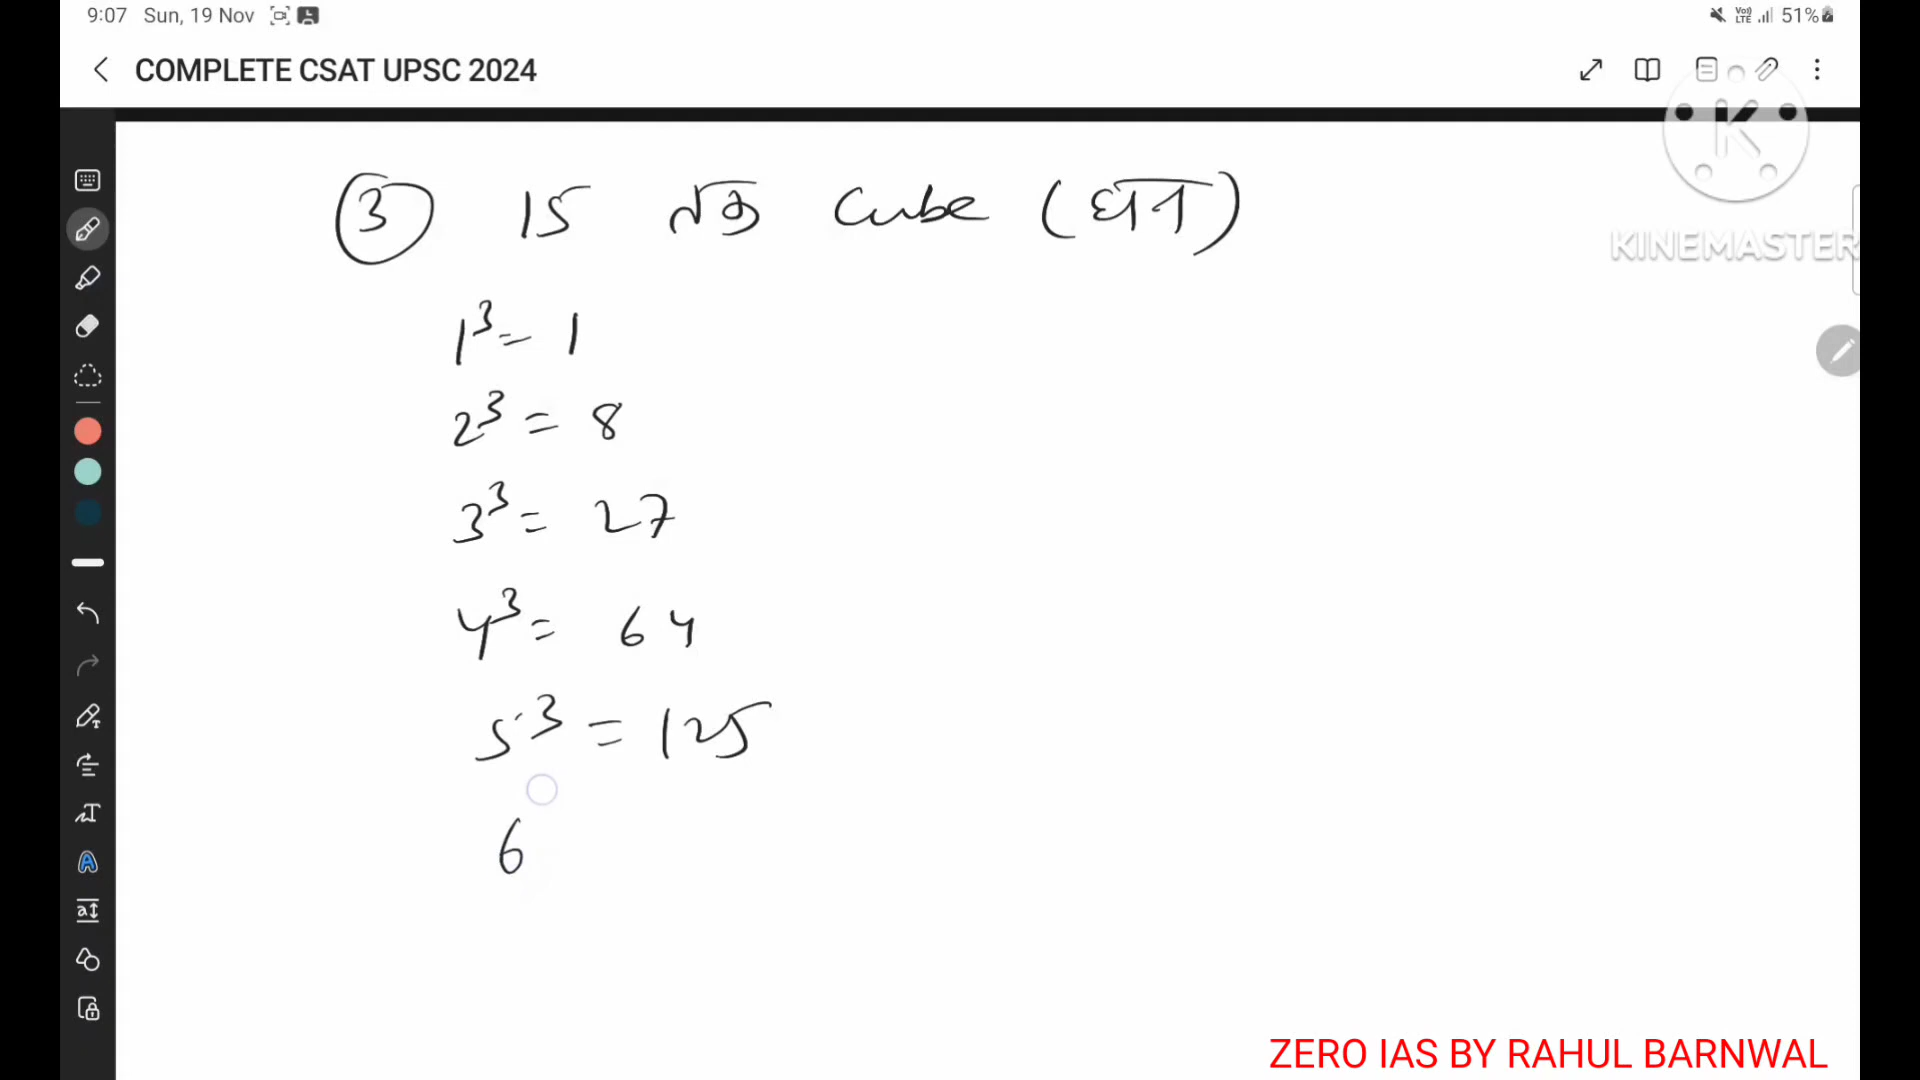 9:07 Sun, 19 Nov
51%
COMPLETE CSAT UPSC 2024
K
KINEMASTER
③ 15 तक Cube (घन)
1³ = 1
2³ = 8
3³ = 27
4³ = 64
5³ = 125
6
ZERO IAS BY RAHUL BARNWAL